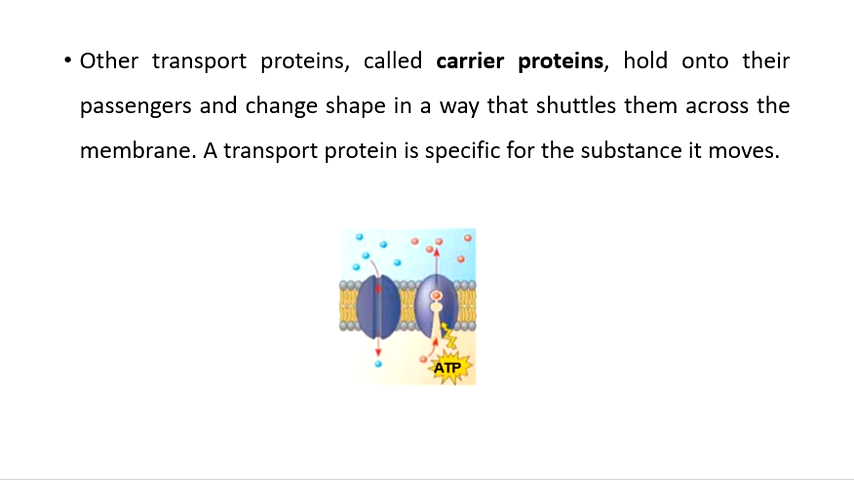 • Other transport proteins, called carrier proteins, hold onto their
passengers and change shape in a way that shuttles them across the
membrane. A transport protein is specific for the substance it moves.
ATP